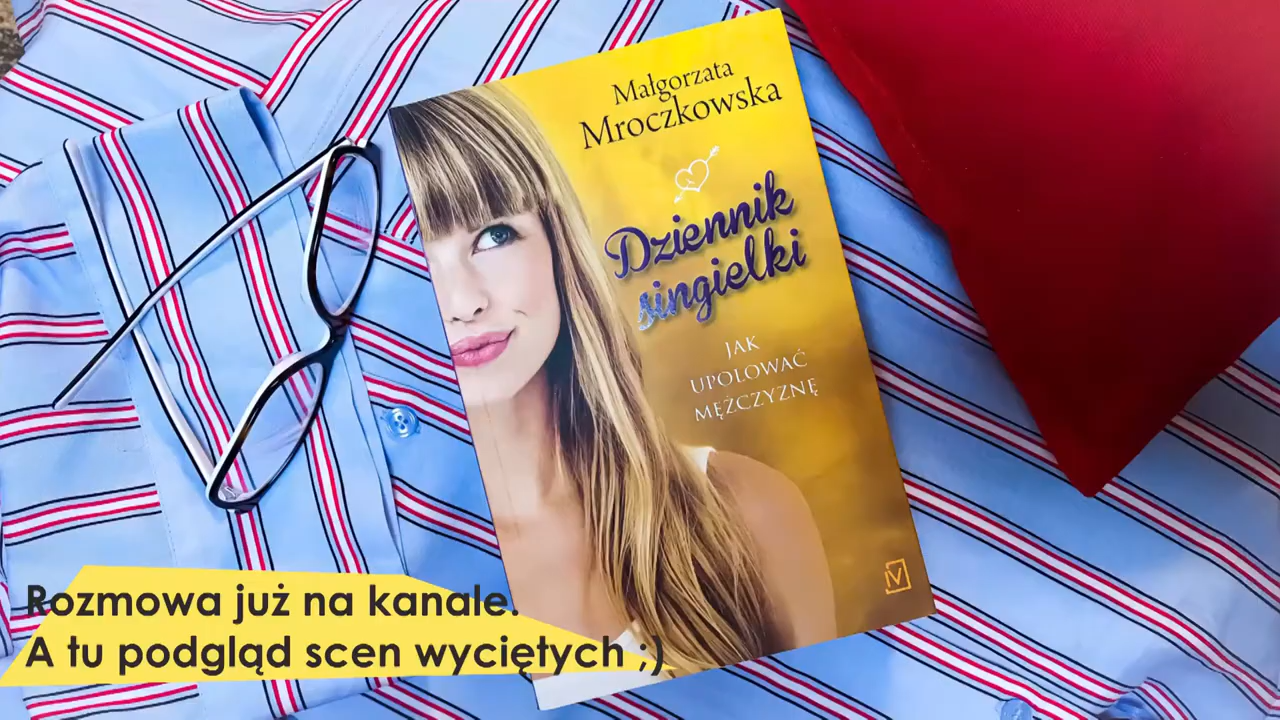 Małgorzata
Mroczkowska
Dziennik
singielki
JAK
UPOLOWAĆ
MĘŻCZYZNĘ
V
Rozmowa już na kanale.
A tu podgląd scen wyciętych ;)